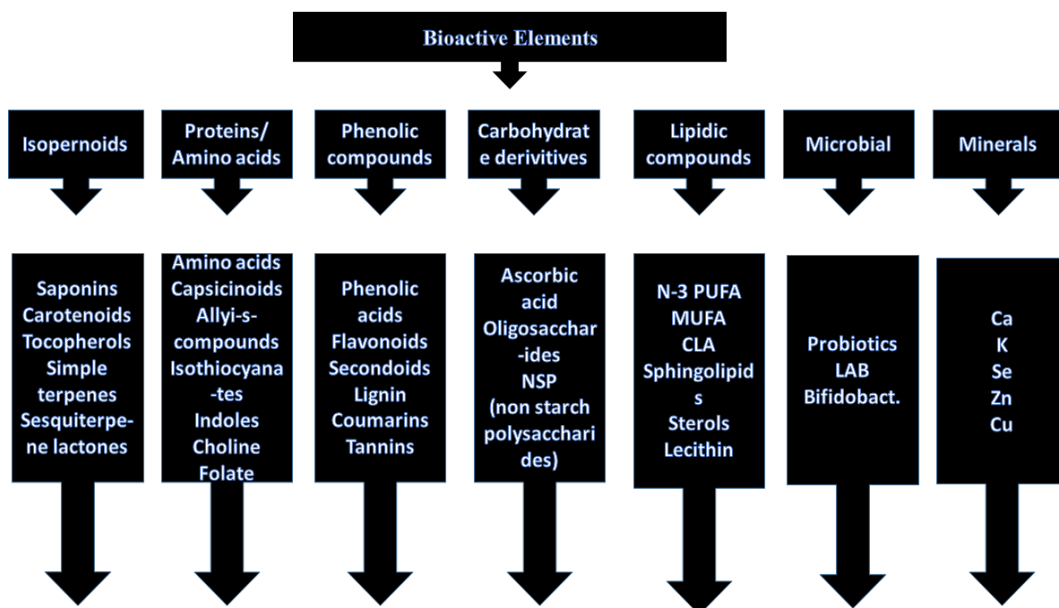 Bioactive Elements
Isopernoids
Proteins/
Amino acids
Phenolic
compounds
Carbohydrat
e derivitives
Lipidic
compounds
Microbial
Minerals
Saponins
Carotenoids
Tocopherols
Simple
terpenes
Sesquiterpe-
ne lactones
Amino acids
Capsicinoids
Allyi-s-
compounds
Isothiocyana
-tes
Indoles
Choline
Folate
Phenolic
acids
Flavonoids
Secondoids
Lignin
Coumarins
Tannins
Ascorbic
acid
Oligosacchar
-ides
NSP
(non starch
polysacchari
des)
N-3 PUFA
MUFA
CLA
Sphingolipid
s
Sterols
Lecithin
Probiotics
LAB
Bifidobact.
Ca
K
Se
Zn
Cu